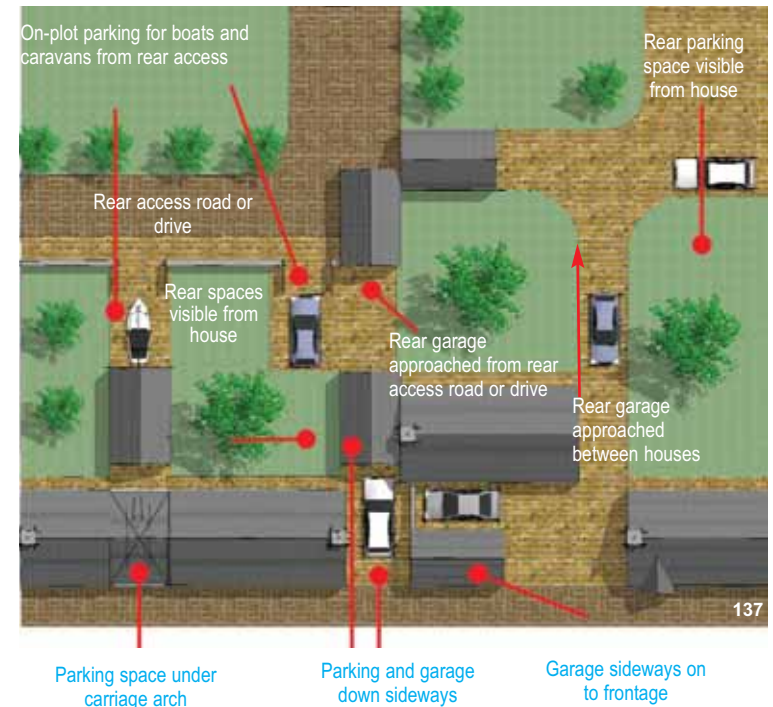 On-plot parking for boats and
caravans from rear access
Rear parking
space visible
from house
Rear access road or
drive
Rear spaces
visible from
house
Rear garage
approached from rear
access road or drive
Rear garage
approached
between houses
137
Parking space under
carriage arch
Parking and garage
down sideways
Garage sideways on
to frontage